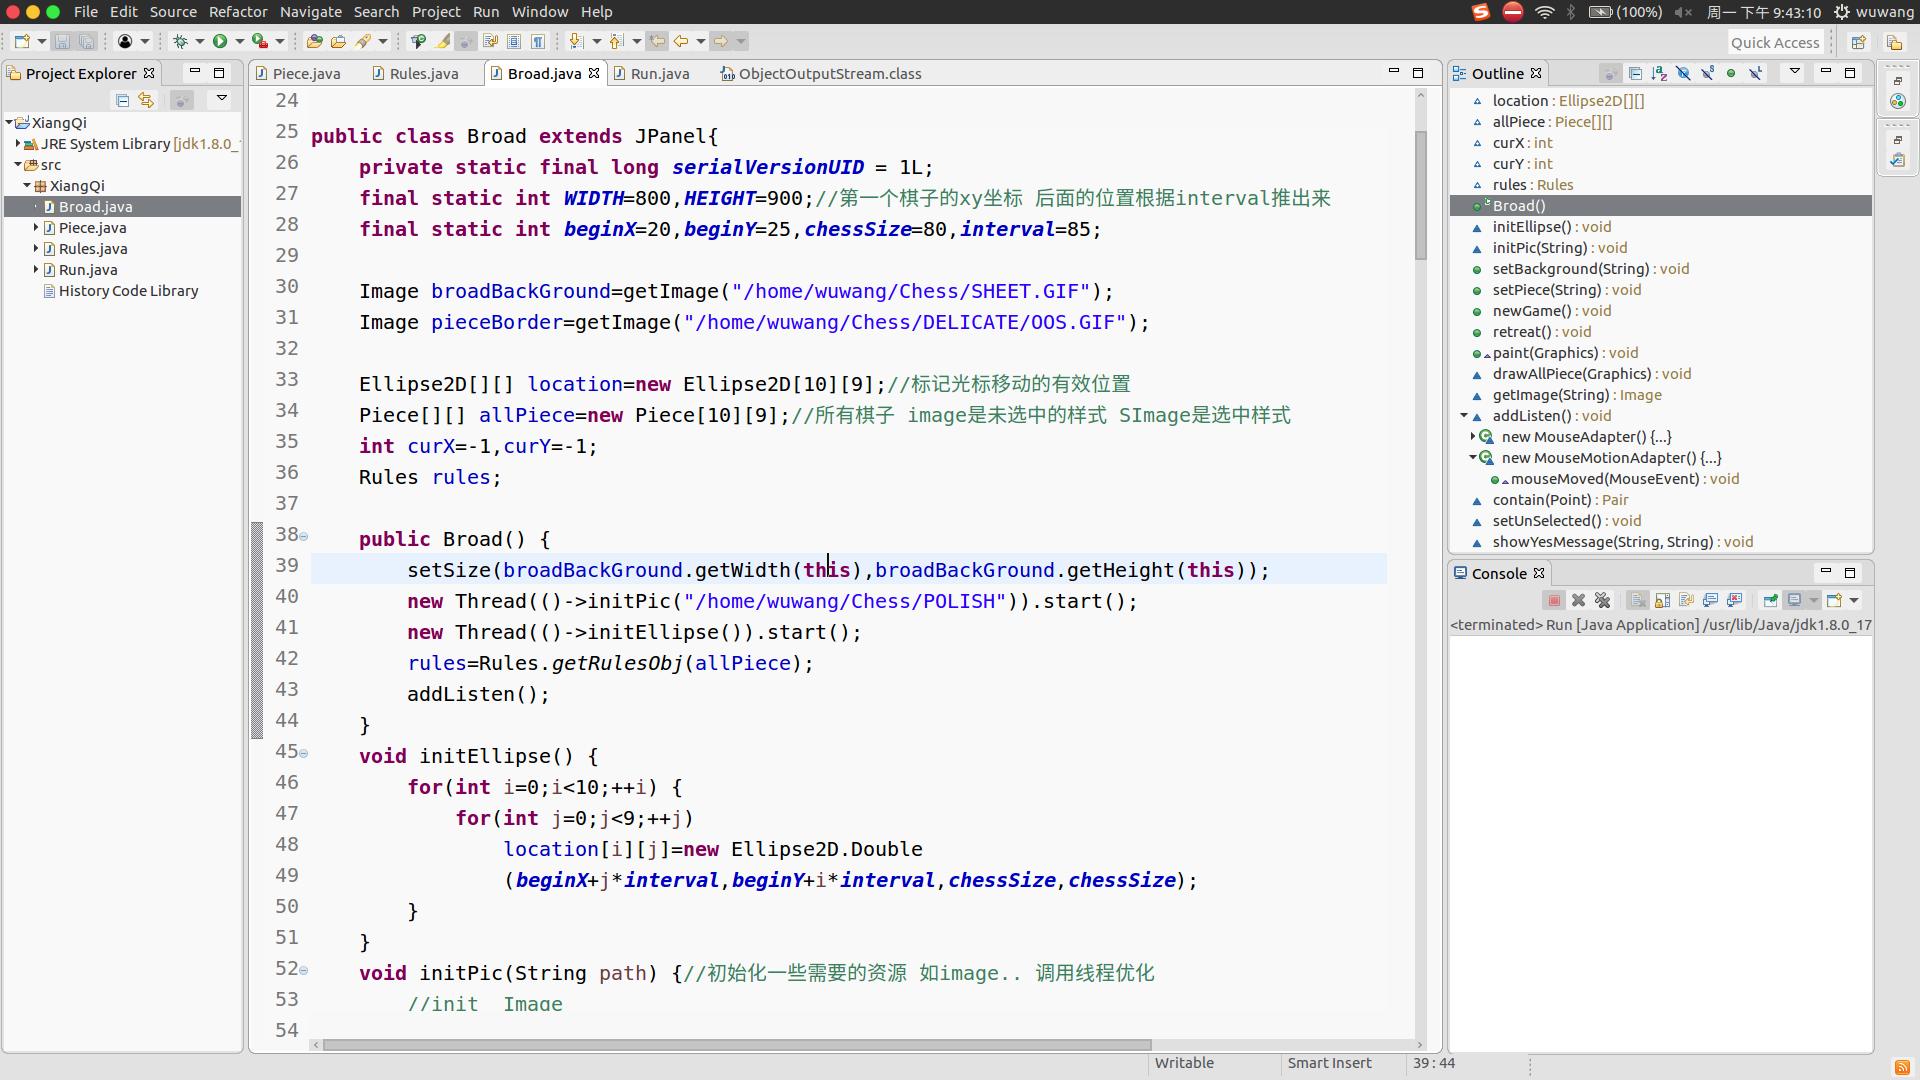 File Edit Source Refactor Navigate Search Project Run Window Help
(100%) 周一 下午 9:43:10 wuwang
Quick Access
Project Explorer
XiangQi
JRE System Library [jdk1.8.0_1
src
XiangQi
Broad.java
Piece.java
Rules.java
Run.java
History Code Library
Piece.java Rules.java Broad.java Run.java ObjectOutputStream.class
24
25 public class Broad extends JPanel{
26 private static final long serialVersionUID = 1L;
27 final static int WIDTH=800,HEIGHT=900;//第一个棋子的xy坐标 后面的位置根据interval推出来
28 final static int beginX=20,beginY=25,chessSize=80,interval=85;
29
30 Image broadBackGround=getImage("/home/wuwang/Chess/SHEET.GIF");
31 Image pieceBorder=getImage("/home/wuwang/Chess/DELICATE/OOS.GIF");
32
33 Ellipse2D[][] location=new Ellipse2D[10][9];//标记光标移动的有效位置
34 Piece[][] allPiece=new Piece[10][9];//所有棋子 image是未选中的样式 SImage是选中样式
35 int curX=-1,curY=-1;
36 Rules rules;
37
38 public Broad() {
39 setSize(broadBackGround.getWidth(this),broadBackGround.getHeight(this));
40 new Thread(()->initPic("/home/wuwang/Chess/POLISH")).start();
41 new Thread(()->initEllipse()).start();
42 rules=Rules.getRulesObj(allPiece);
43 addListen();
44 }
45 void initEllipse() {
46 for(int i=0;i<10;++i) {
47 for(int j=0;j<9;++j)
48 location[i][j]=new Ellipse2D.Double
49 (beginX+j*interval,beginY+i*interval,chessSize,chessSize);
50 }
51 }
52 void initPic(String path) {//初始化一些需要的资源 如image.. 调用线程优化
53 //init Image
54
Outline
location : Ellipse2D[][]
allPiece : Piece[][]
curX : int
curY : int
rules : Rules
Broad()
initEllipse() : void
initPic(String) : void
setBackground(String) : void
setPiece(String) : void
newGame() : void
retreat() : void
paint(Graphics) : void
drawAllPiece(Graphics) : void
getImage(String) : Image
addListen() : void
new MouseAdapter() {...}
new MouseMotionAdapter() {...}
mouseMoved(MouseEvent) : void
contain(Point) : Pair
setUnSelected() : void
showYesMessage(String, String) : void
Console
<terminated> Run [Java Application] /usr/lib/Java/jdk1.8.0_17
Writable Smart Insert 39 : 44